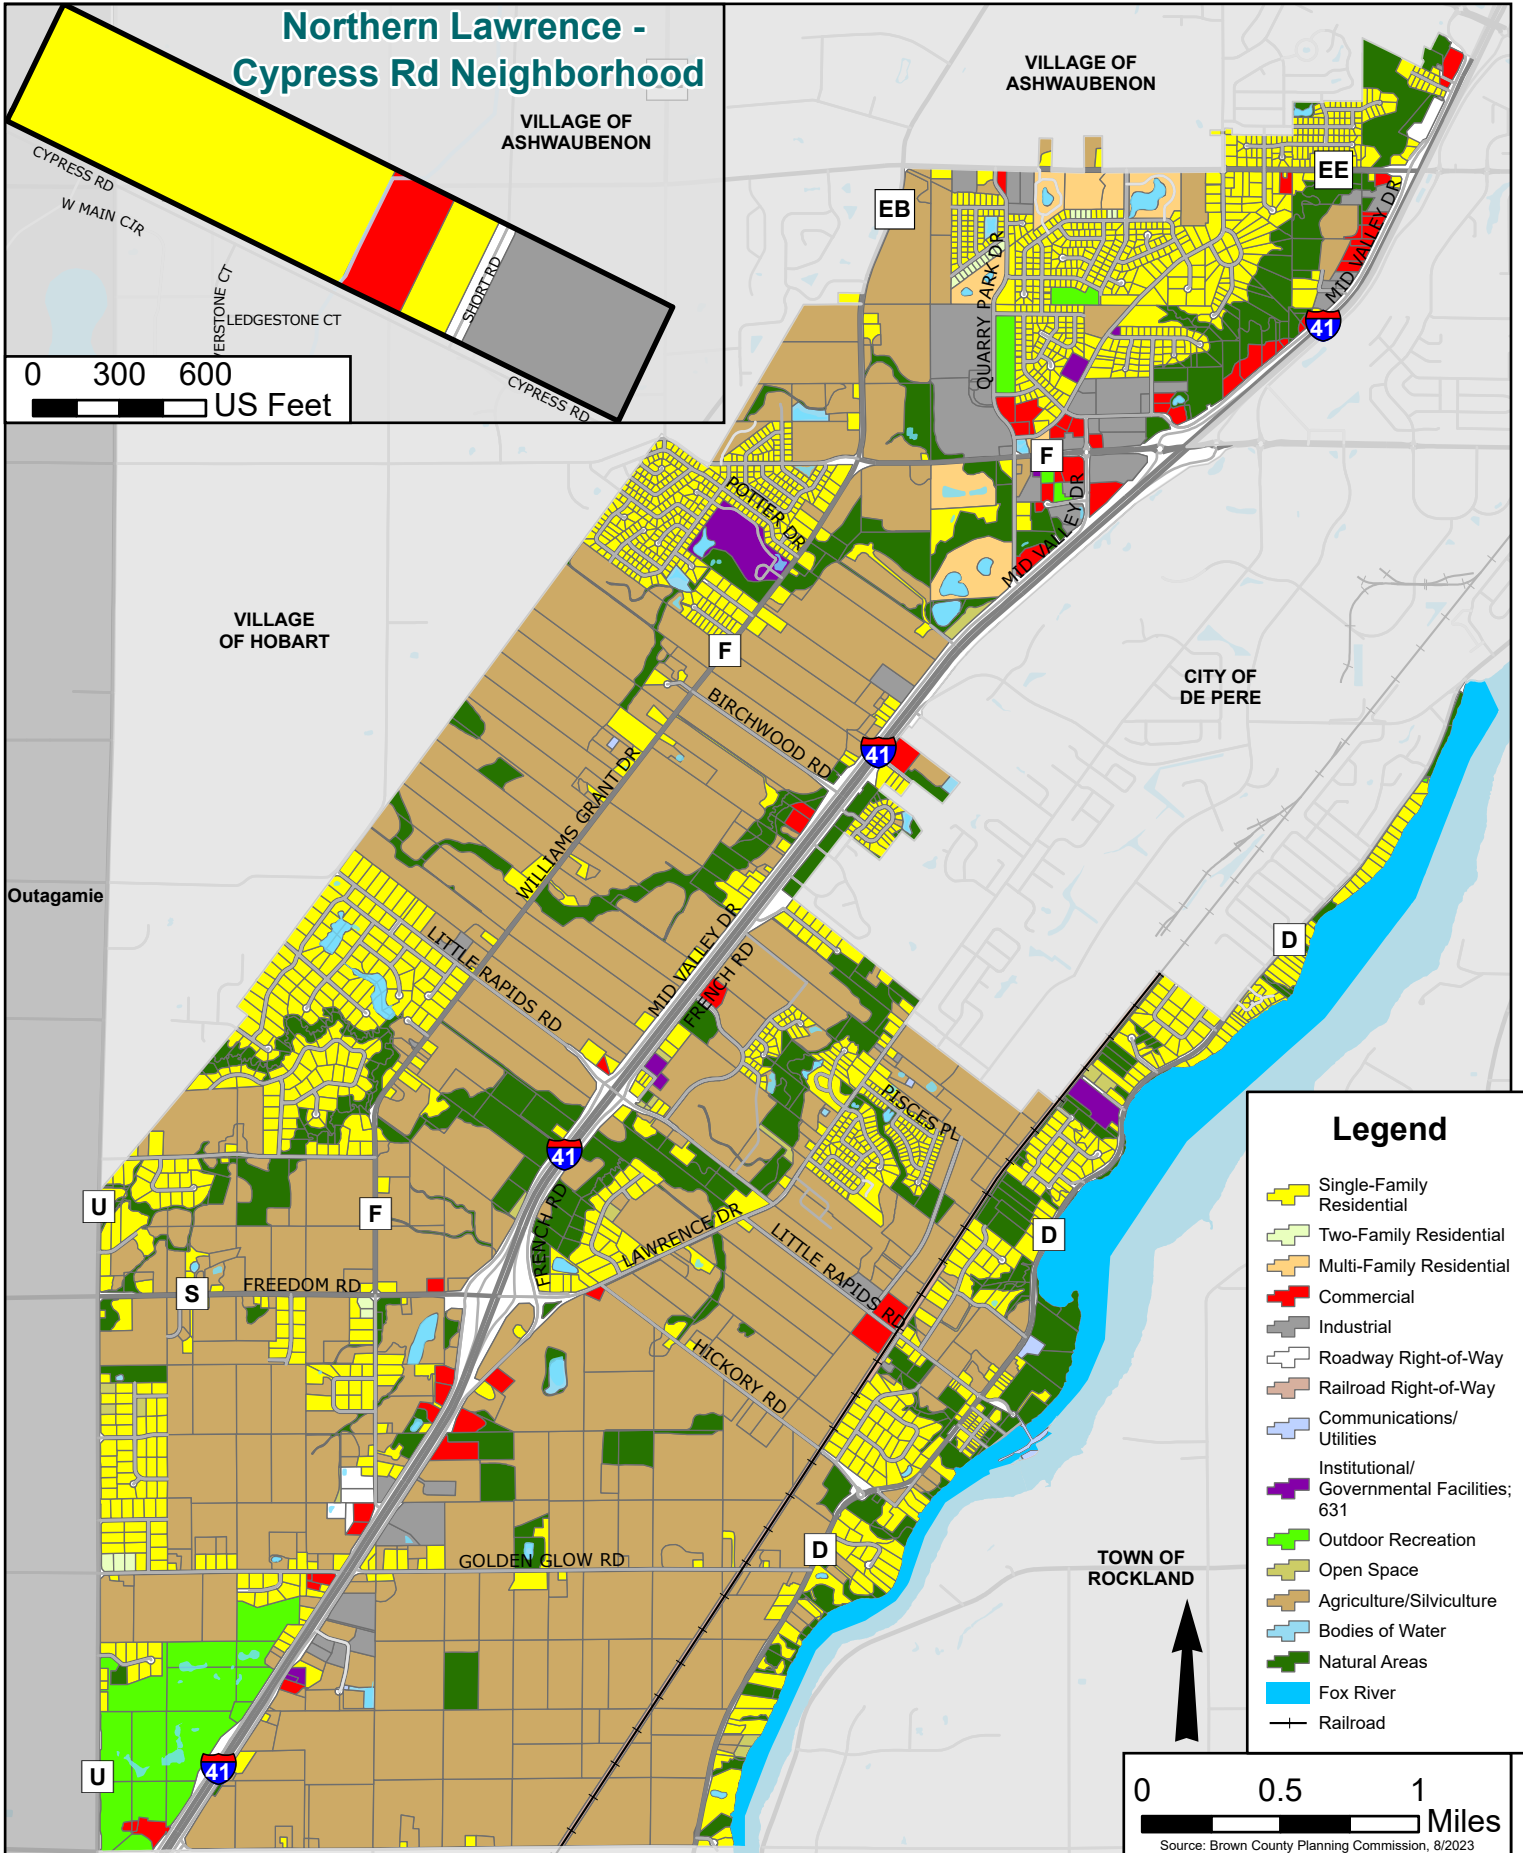 Northern Lawrence -
Cypress Rd Neighborhood
VILLAGE OF
ASHWAUBENON
CYPRESS RD
W MAIN CIR
VERSTONE CT
LEDGESTONE CT
SHORT RD
CYPRESS RD
0 300 600
US Feet
VILLAGE OF
ASHWAUBENON
EE
EB
MID VALLEY DR
QUARRY PARK DR
41
F
POTTER DR
MID VALLEY DR
VILLAGE
OF HOBART
F
CITY OF
DE PERE
BIRCHWOOD RD
41
WILLIAMS GRANT DR
Outagamie
D
LITTLE RAPIDS RD
MID VALLEY DR
FRENCH RD
PISCES PL
41
U
F
D
FRENCH RD
LAWRENCE DR
LITTLE RAPIDS RD
S
FREEDOM RD
HICKORY RD
GOLDEN GLOW RD
D
TOWN OF
ROCKLAND
U
41
Legend
Single-Family
Residential
Two-Family Residential
Multi-Family Residential
Commercial
Industrial
Roadway Right-of-Way
Railroad Right-of-Way
Communications/
Utilities
Institutional/
Governmental Facilities;
631
Outdoor Recreation
Open Space
Agriculture/Silviculture
Bodies of Water
Natural Areas
Fox River
Railroad
0 0.5 1
Miles
Source: Brown County Planning Commission, 8/2023